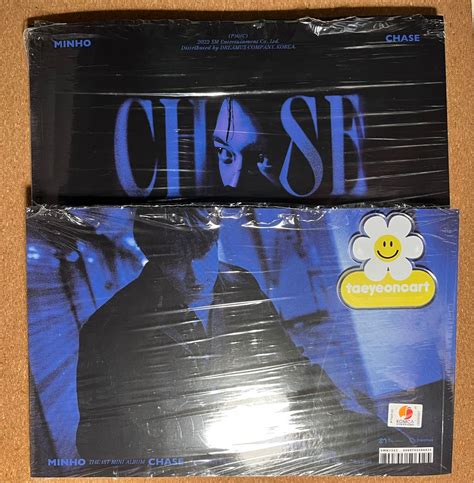 MINHO
(P)&(C)
2022 SM Entertainment Co., Ltd.
Distributed by DREAMUS COMPANY. KOREA.
CHASE
CHASE
taeyeoncart
KOMCA
MINHO THE 1ST MINI ALBUM CHASE